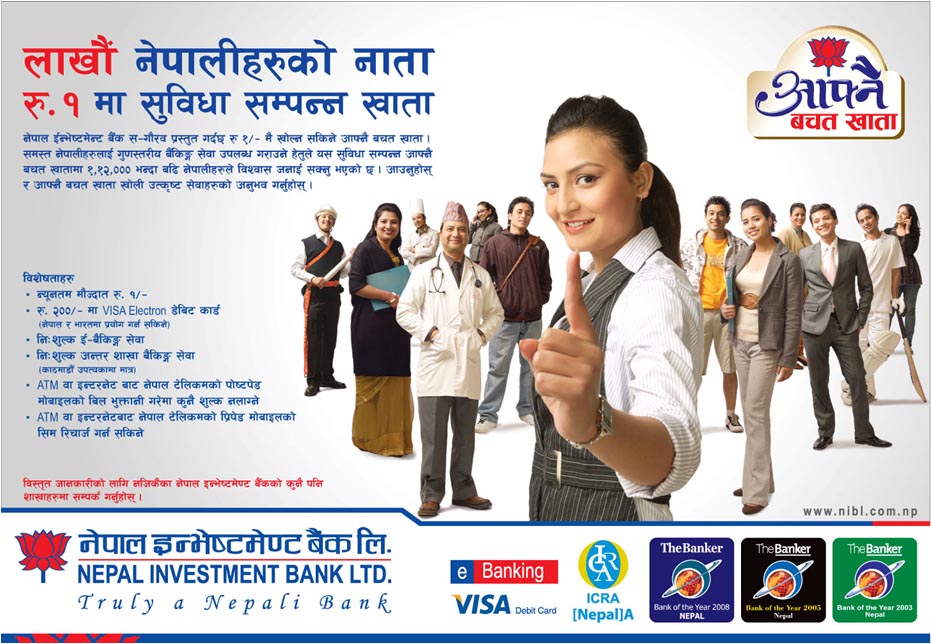 लाखौं नेपालीहरुको नाता
रु.१ मा सुविधा सम्पन्न खाता
नेपाल ईन्भेष्टमेन्ट बैंक स-गौरव प्रस्तुत गर्दछ रु १/- मै खोल्न सकिने आफ्नै बचत खाता ।
समस्त नेपालीहरुलाई गुणस्तरीय बैंकिङ्ग सेवा उपलब्ध गराउने हेतुले यस सुविधा सम्पन्न आफ्नै
बचत खातामा १,१२,००० भन्दा बढि नेपालीहरुले विश्वास जनाई सक्नु भएको छ । आउनुहोस्
र आफ्नै बचत खाता खोली उत्कृष्ट सेवाहरुको अनुभव गर्नुहोस् ।
आफ्नै
बचत खाता
विशेषताहरु
• न्यूनतम मौज्दात रु. १/-
• रु. २००/- मा VISA Electron डेबिट कार्ड
(नेपाल र भारतमा प्रयोग गर्न सकिने)
• निःशुल्क ई-बैंकिङ्ग सेवा
• निःशुल्क अन्तर शाखा बैंकिङ्ग सेवा
(काठमाडौं उपत्यकामा मात्र)
• ATM वा इन्टरनेट बाट नेपाल टेलिकमको पोष्टपेड
मोबाइलको बिल भुक्तानी गरेमा कुनै शुल्क नलाग्ने
• ATM वा इन्टरनेटबाट नेपाल टेलिकमको प्रिपेड मोबाइलको
सिम रिचार्ज गर्न सकिने
विस्तृत जानकारीको लागि नजिकैका नेपाल इन्भेष्टमेण्ट बैंकको कुनै पनि
शाखाहरुमा सम्पर्क गर्नुहोस् ।
www.nibl.com.np
नेपाल इन्भेष्टमेण्ट बैंक लि.
NEPAL INVESTMENT BANK LTD.
Truly a Nepali Bank
e Banking
VISA Debit Card
ICRA
ICRA
[Nepal]A
The Banker
Bank of the Year 2008
NEPAL
The Banker
Bank of the Year 2005
NEPAL
The Banker
Bank of the Year 2003
NEPAL